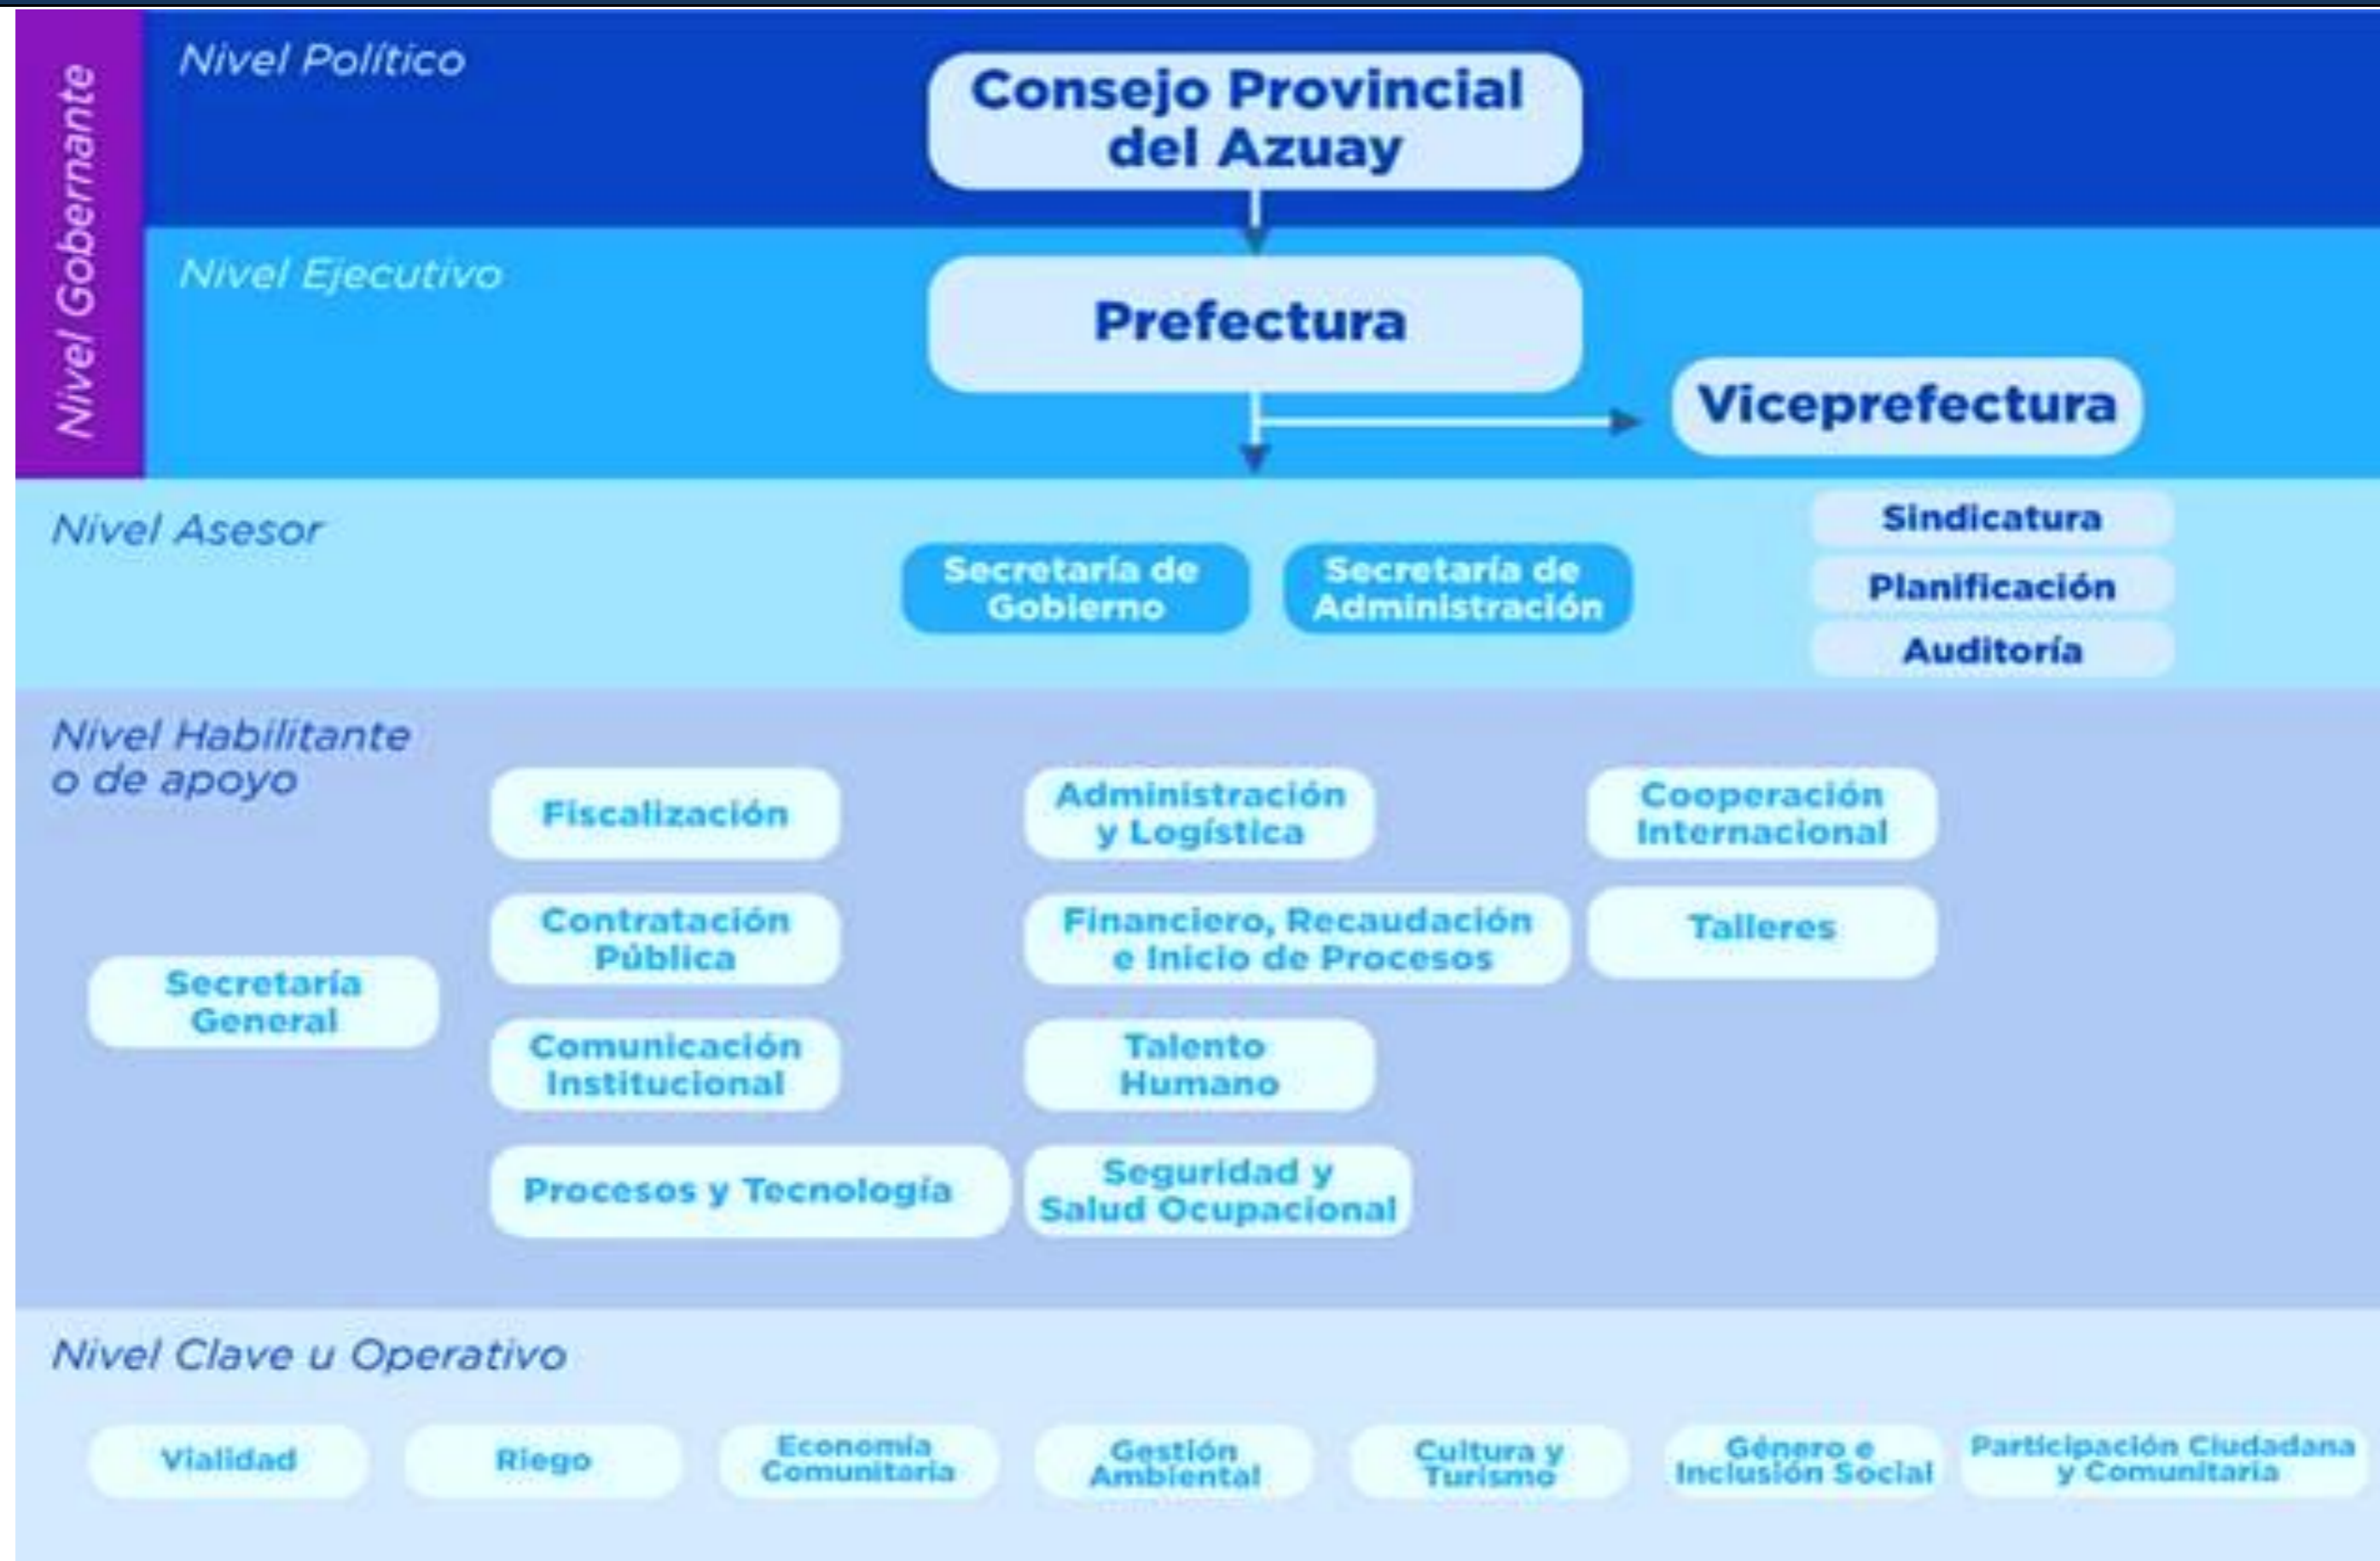 Nivel Gobernante
Nivel Político
Consejo Provincial
del Azuay
Nivel Ejecutivo
Prefectura
Viceprefectura
Nivel Asesor
Secretaría de
Gobierno
Secretaría de
Administración
Sindicatura
Planificación
Auditoría
Nivel Habilitante
o de apoyo
Secretaría
General
Fiscalización
Contratación
Pública
Comunicación
Institucional
Procesos y Tecnología
Administración
y Logística
Financiero, Recaudación
e Inicio de Procesos
Talento
Humano
Seguridad y
Salud Ocupacional
Cooperación
Internacional
Talleres
Nivel Clave u Operativo
Vialidad
Riego
Economía
Comunitaria
Gestión
Ambiental
Cultura y
Turismo
Género e
Inclusión Social
Participación Ciudadana
y Comunitaria